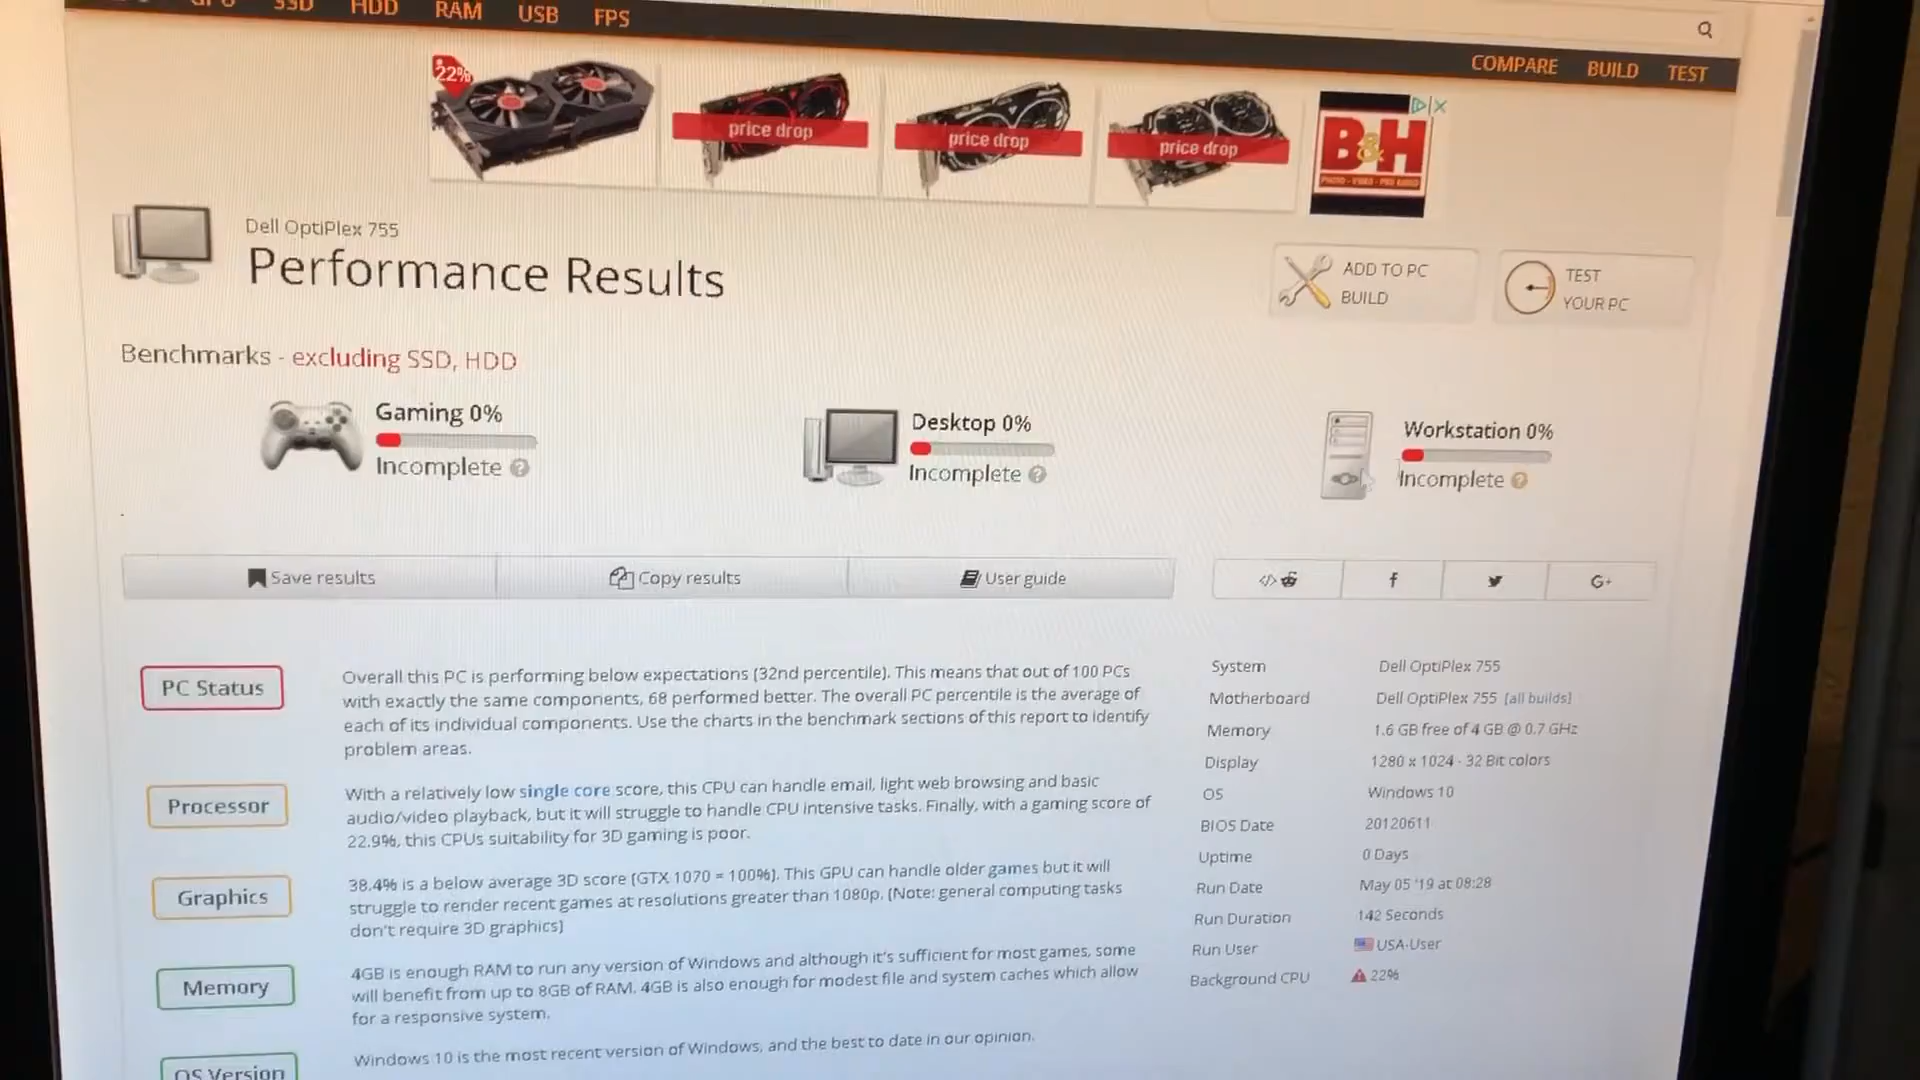 GPU SSD HDD RAM USB FPS
COMPARE BUILD TEST
22%
price drop
price drop
price drop
B&H
PHOTO - VIDEO - PRO AUDIO
Dell OptiPlex 755
Performance Results
ADD TO PC
BUILD
TEST
YOUR PC
Benchmarks - excluding SSD, HDD
Gaming 0%
Incomplete ?
Desktop 0%
Incomplete ?
Workstation 0%
Incomplete ?
Save results
Copy results
User guide
</>
f
G+
PC Status
Overall this PC is performing below expectations (32nd percentile). This means that out of 100 PCs
with exactly the same components, 68 performed better. The overall PC percentile is the average of
each of its individual components. Use the charts in the benchmark sections of this report to identify
problem areas.
Processor
With a relatively low single core score, this CPU can handle email, light web browsing and basic
audio/video playback, but it will struggle to handle CPU intensive tasks. Finally, with a gaming score of
22.9%, this CPUs suitability for 3D gaming is poor.
Graphics
38.4% is a below average 3D score (GTX 1070 = 100%). This GPU can handle older games but it will
struggle to render recent games at resolutions greater than 1080p. (Note: general computing tasks
don't require 3D graphics)
Memory
4GB is enough RAM to run any version of Windows and although it's sufficient for most games, some
will benefit from up to 8GB of RAM. 4GB is also enough for modest file and system caches which allow
for a responsive system.
OS Version
Windows 10 is the most recent version of Windows, and the best to date in our opinion.
System Dell OptiPlex 755
Motherboard Dell OptiPlex 755 [all builds]
Memory 1.6 GB free of 4 GB @ 0.7 GHz
Display 1280 x 1024 - 32 Bit colors
OS Windows 10
BIOS Date 20120611
Uptime 0 Days
Run Date May 05 '19 at 08:28
Run Duration 142 Seconds
Run User USA-User
Background CPU 22%